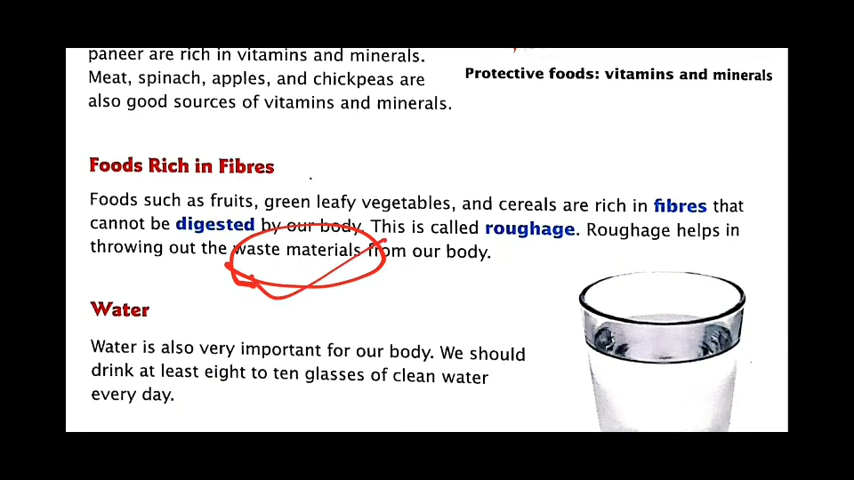 paneer are rich in vitamins and minerals.
Meat, spinach, apples, and chickpeas are
also good sources of vitamins and minerals.
Protective foods: vitamins and minerals
Foods Rich in Fibres
Foods such as fruits, green leafy vegetables, and cereals are rich in fibres that
cannot be digested by our body. This is called roughage. Roughage helps in
throwing out the waste materials from our body.
Water
Water is also very important for our body. We should
drink at least eight to ten glasses of clean water
every day.